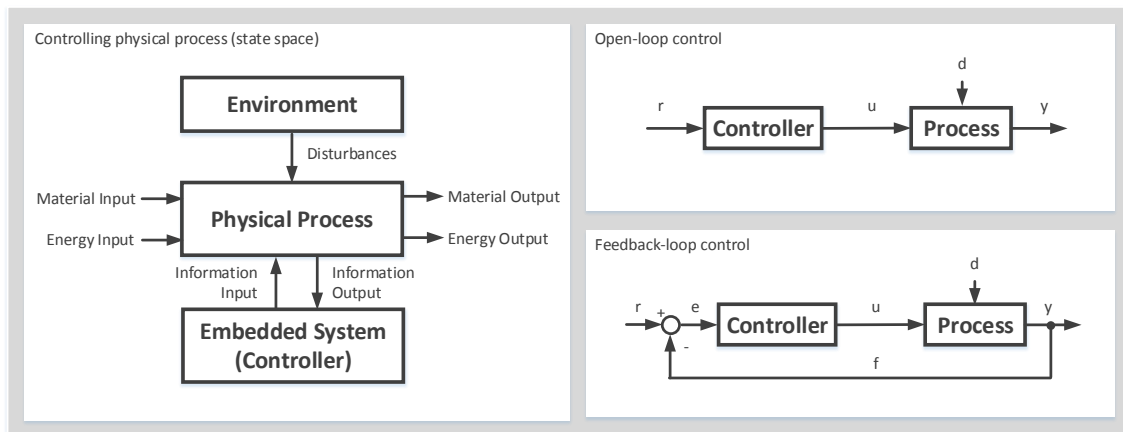 Controlling physical process (state space)
Environment
Disturbances
Material Input
Material Output
Physical Process
Energy Input
Energy Output
Information
Input
Information
Output
Embedded System
(Controller)
Open-loop control
d
r
u
y
Controller
Process
Feedback-loop control
d
r
+
e
u
y
Controller
Process
-
f